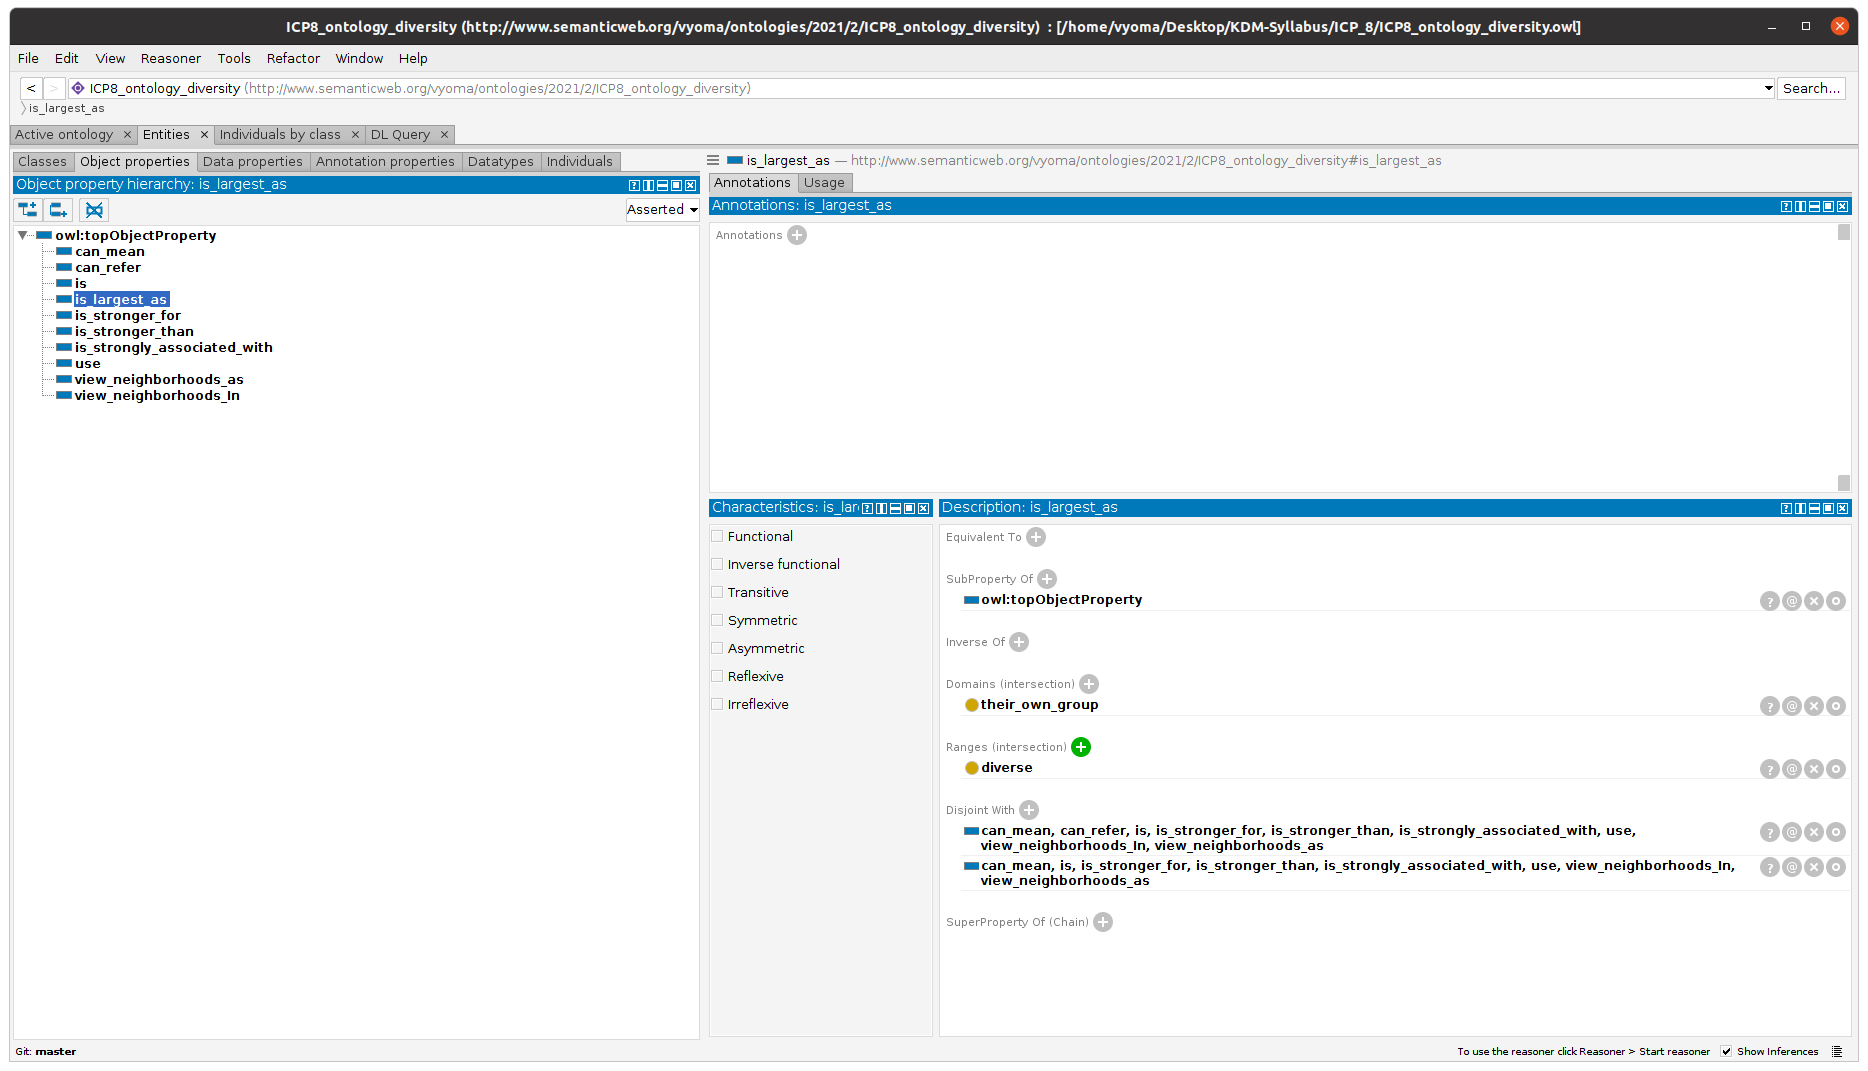 ICP8_ontology_diversity (http://www.semanticweb.org/vyoma/ontologies/2021/2/ICP8_ontology_diversity) : [/home/vyoma/Desktop/KDM-Syllabus/ICP_8/ICP8_ontology_diversity.owl]
File Edit View Reasoner Tools Refactor Window Help
< > ICP8_ontology_diversity (http://www.semanticweb.org/vyoma/ontologies/2021/2/ICP8_ontology_diversity) Search...
is_largest_as
Active ontology × Entities × Individuals by class × DL Query ×
Classes Object properties Data properties Annotation properties Datatypes Individuals
Object property hierarchy: is_largest_as
Asserted
owl:topObjectProperty
can_mean
can_refer
is
is_largest_as
is_stronger_for
is_stronger_than
is_strongly_associated_with
use
view_neighborhoods_as
view_neighborhoods_In
is_largest_as — http://www.semanticweb.org/vyoma/ontologies/2021/2/ICP8_ontology_diversity#is_largest_as
Annotations Usage
Annotations: is_largest_as
Annotations
Characteristics: is_lar
Functional
Inverse functional
Transitive
Symmetric
Asymmetric
Reflexive
Irreflexive
Description: is_largest_as
Equivalent To
SubProperty Of
owl:topObjectProperty
Inverse Of
Domains (intersection)
their_own_group
Ranges (intersection)
diverse
Disjoint With
can_mean, can_refer, is, is_stronger_for, is_stronger_than, is_strongly_associated_with, use,
view_neighborhoods_In, view_neighborhoods_as
can_mean, is, is_stronger_for, is_stronger_than, is_strongly_associated_with, use, view_neighborhoods_In,
view_neighborhoods_as
SuperProperty Of (Chain)
Git: master
To use the reasoner click Reasoner > Start reasoner Show Inferences